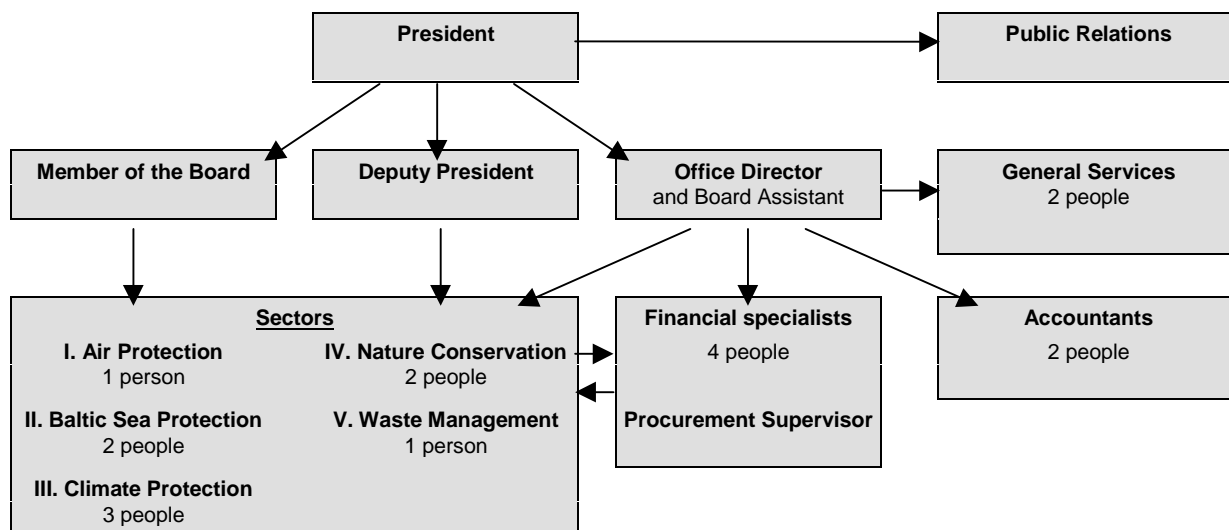 President
Public Relations
Member of the Board
Deputy President
Office Director
and Board Assistant
General Services
2 people
Sectors
I. Air Protection
1 person
II. Baltic Sea Protection
2 people
III. Climate Protection
3 people
IV. Nature Conservation
2 people
V. Waste Management
1 person
Financial specialists
4 people
Procurement Supervisor
Accountants
2 people